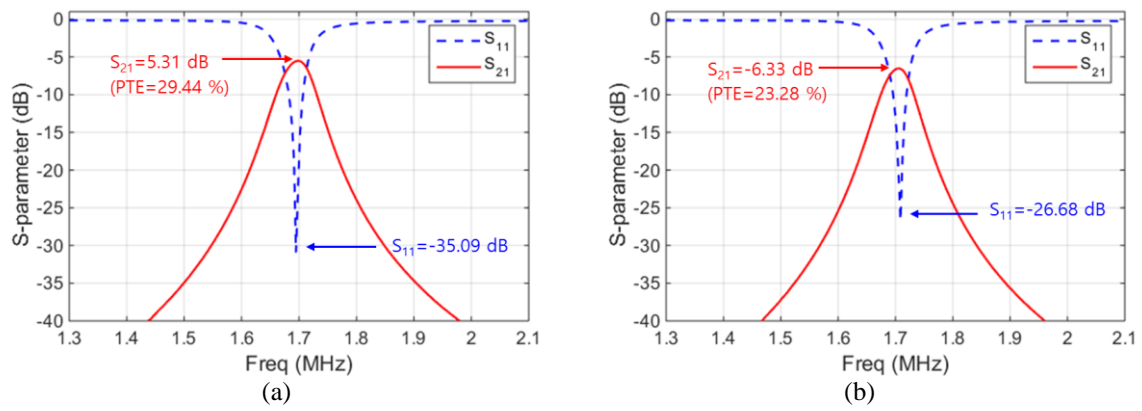 0
-5
-10
-15
-20
-25
-30
-35
-40
S-parameter (dB)
S21=5.31 dB
(PTE=29.44 %)
S11
S21
S11=-35.09 dB
1.3 1.4 1.5 1.6 1.7 1.8 1.9 2 2.1
Freq (MHz)
(a)
0
-5
-10
-15
-20
-25
-30
-35
-40
S-parameter (dB)
S21=-6.33 dB
(PTE=23.28 %)
S11
S21
S11=-26.68 dB
1.3 1.4 1.5 1.6 1.7 1.8 1.9 2 2.1
Freq (MHz)
(b)